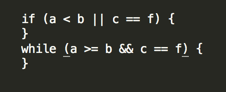 if (a < b || c == f) {
}
while (a >= b && c == f) {
}